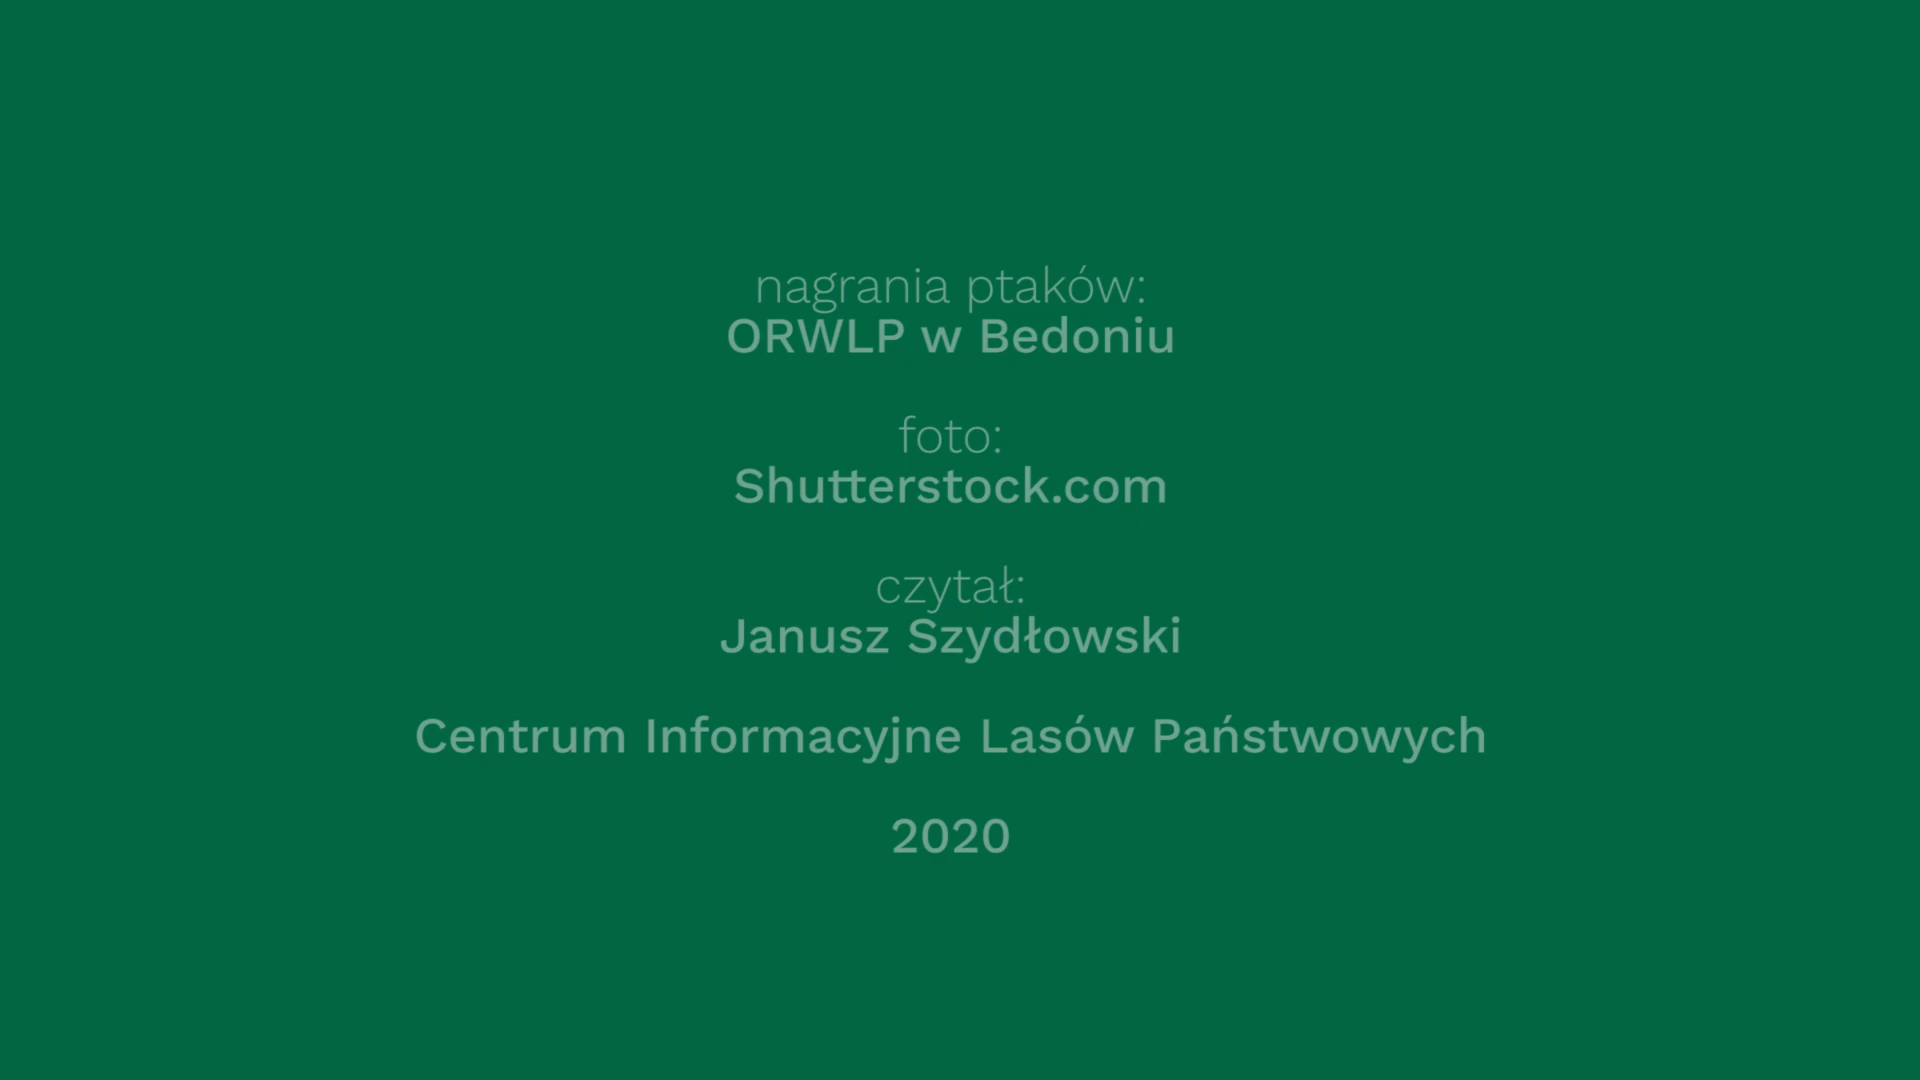 nagrania ptaków:
ORWLP w Bedoniu
foto:
Shutterstock.com
czytał:
Janusz Szydłowski
Centrum Informacyjne Lasów Państwowych
2020